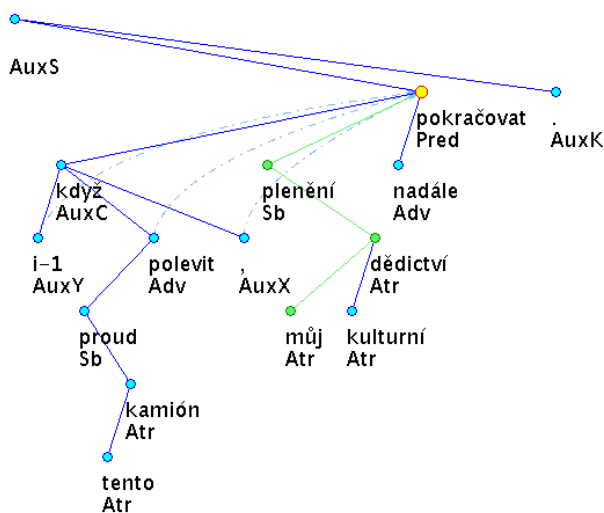 AuxS
pokračovat
Pred
.
AuxK
když
AuxC
plenění
Sb
nadále
Adv
i-1
AuxY
polevit
Adv
,
AuxX
dědictví
Atr
proud
Sb
můj
Atr
kulturní
Atr
kamión
Atr
tento
Atr